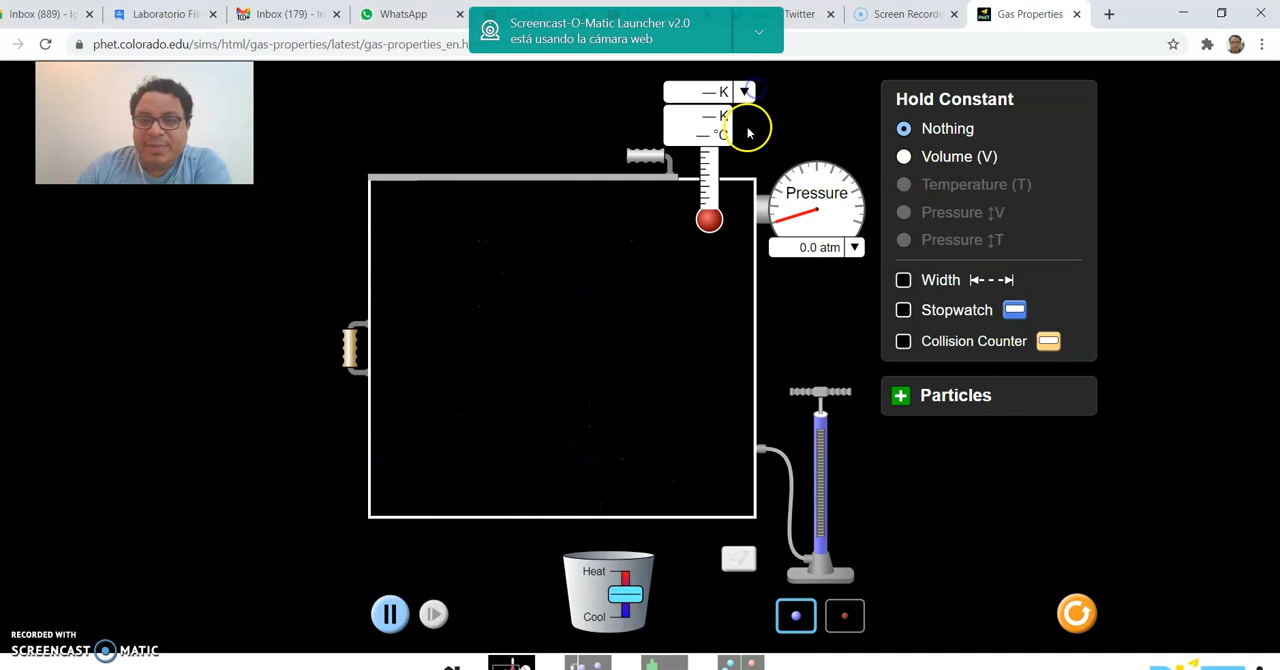 Inbox (889) - lg
Laboratorio Fís
Inbox (179) - In
WhatsApp
Twitter
Screen Recorde
Gas Properties
Screencast-O-Matic Launcher v2.0
está usando la cámara web
phet.colorado.edu/sims/html/gas-properties/latest/gas-properties_en.h
— K
— K
— °C
Pressure
0.0 atm
Hold Constant
Nothing
Volume (V)
Temperature (T)
Pressure ↕V
Pressure ↕T
Width
Stopwatch
Collision Counter
Particles
Heat
Cool
RECORDED WITH
SCREENCAST MATIC